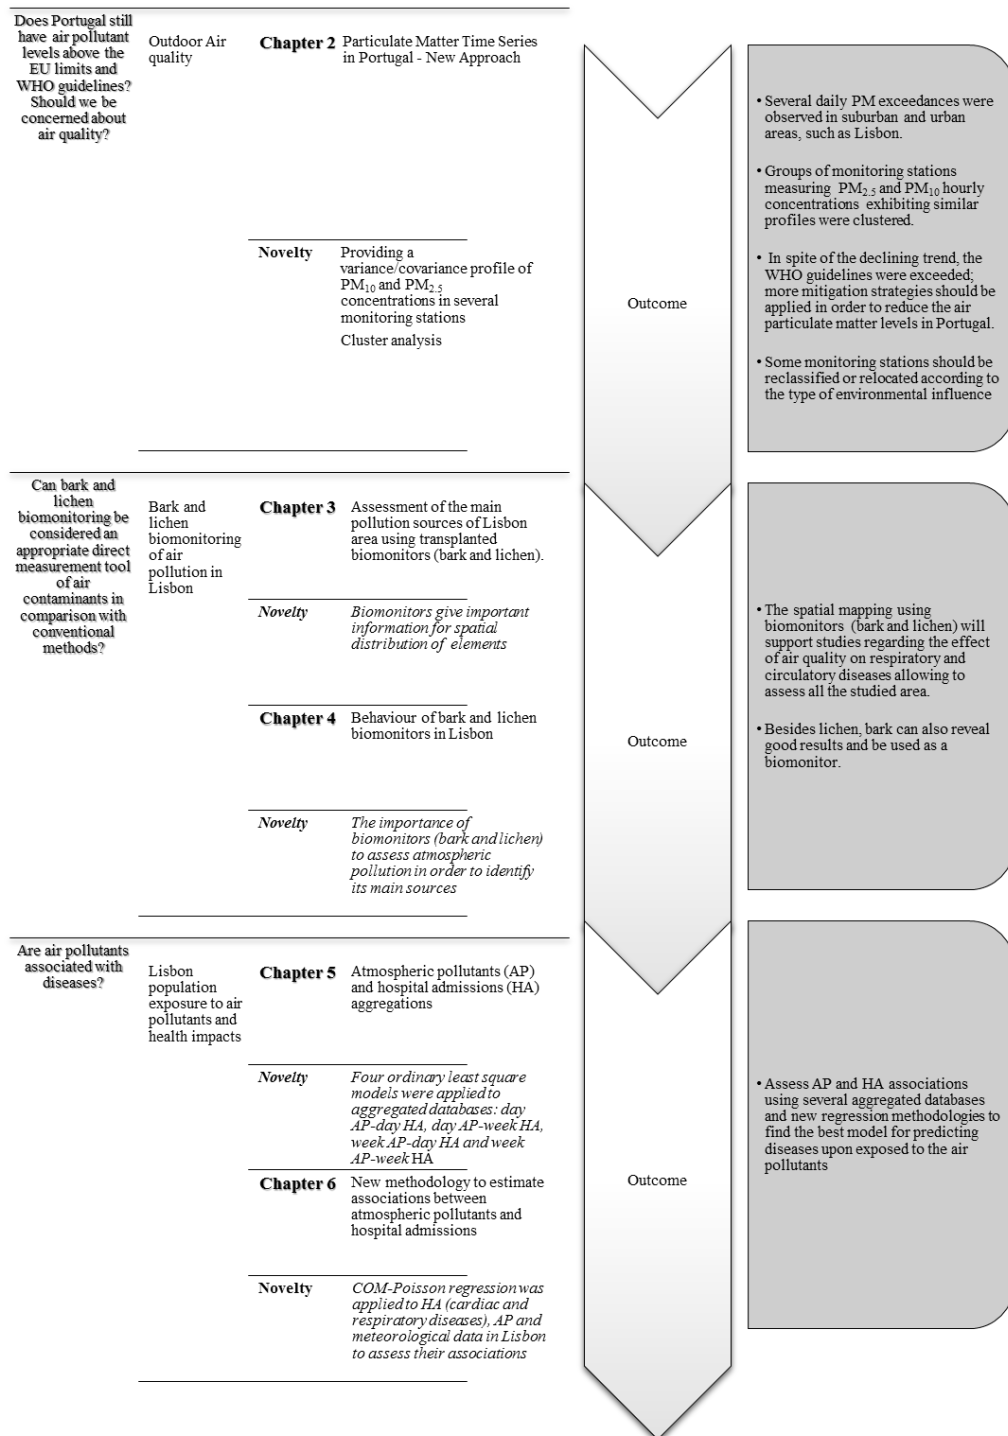 Does Portugal still
have air pollutant
levels above the
EU limits and
WHO guidelines?
Should we be
concerned about
air quality?
Outdoor Air
quality
Chapter 2
Particulate Matter Time Series
in Portugal - New Approach
Novelty
Providing a
variance/covariance profile of
PM10 and PM2.5
concentrations in several
monitoring stations
Cluster analysis
Outcome
• Several daily PM exceedances were
observed in suburban and urban
areas, such as Lisbon.
• Groups of monitoring stations
measuring PM2.5 and PM10 hourly
concentrations exhibiting similar
profiles were clustered.
• In spite of the declining trend, the
WHO guidelines were exceeded;
more mitigation strategies should be
applied in order to reduce the air
particulate matter levels in Portugal.
• Some monitoring stations should be
reclassified or relocated according to
the type of environmental influence
Can bark and
lichen
biomonitoring be
considered an
appropriate direct
measurement tool
of air
contaminants in
comparison with
conventional
methods?
Bark and
lichen
biomonitoring
of air
pollution in
Lisbon
Chapter 3
Assessment of the main
pollution sources of Lisbon
area using transplanted
biomonitors (bark and lichen).
Novelty
Biomonitors give important
information for spatial
distribution of elements
Chapter 4
Behaviour of bark and lichen
biomonitors in Lisbon
Novelty
The importance of
biomonitors (bark and lichen)
to assess atmospheric
pollution in order to identify
its main sources
Outcome
• The spatial mapping using
biomonitors (bark and lichen) will
support studies regarding the effect
of air quality on respiratory and
circulatory diseases allowing to
assess all the studied area.
• Besides lichen, bark can also reveal
good results and be used as a
biomonitor.
Are air pollutants
associated with
diseases?
Lisbon
population
exposure to air
pollutants and
health impacts
Chapter 5
Atmospheric pollutants (AP)
and hospital admissions (HA)
aggregations
Novelty
Four ordinary least square
models were applied to
aggregated databases: day
AP-day HA, day AP-week HA,
week AP-day HA and week
AP-week HA
Chapter 6
New methodology to estimate
associations between
atmospheric pollutants and
hospital admissions
Novelty
COM-Poisson regression was
applied to HA (cardiac and
respiratory diseases), AP and
meteorological data in Lisbon
to assess their associations
Outcome
• Assess AP and HA associations
using several aggregated databases
and new regression methodologies to
find the best model for predicting
diseases upon exposed to the air
pollutants